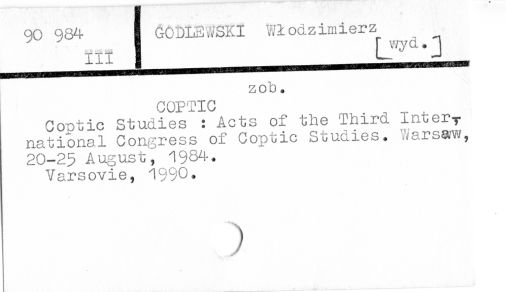 90 984
III
GODLEWSKI Włodzimierz
[wyd.]
zob.
COPTIC
Coptic Studies : Acts of the Third Inter-
national Congress of Coptic Studies. Warsaw,
20-25 August, 1984.
Varsovie, 1990.